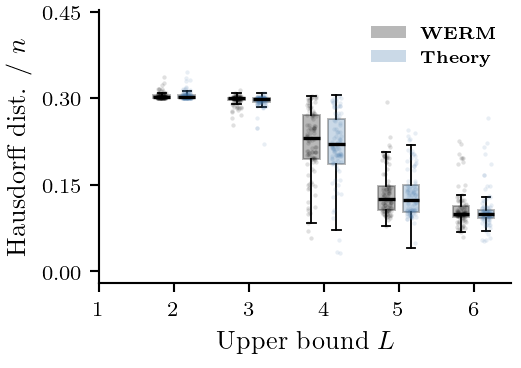 0.45
0.30
0.15
0.00
Hausdorff dist. / n
WERM
Theory
1 2 3 4 5 6
Upper bound L